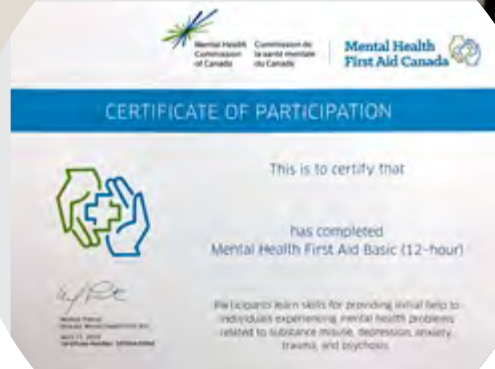 Mental Health
Commission
of Canada
Commission de
la santé mentale
du Canada
Mental Health
First Aid Canada
CERTIFICATE OF PARTICIPATION
This is to certify that
has completed
Mental Health First Aid Basic (12-hour)
Participants learn skills for providing initial help to
individuals experiencing mental health problems
related to substance misuse, depression, anxiety,
trauma, and psychosis.